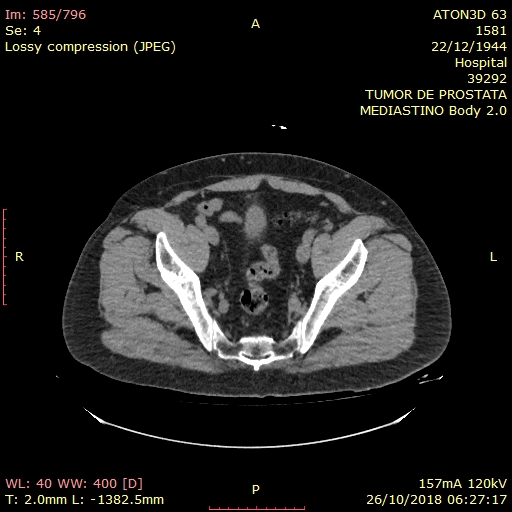 Im: 585/796
Se: 4
Lossy compression (JPEG)
A
ATON3D 63
1581
22/12/1944
Hospital
39292
TUMOR DE PROSTATA
MEDIASTINO Body 2.0
R
L
WL: 40 WW: 400 [D]
T: 2.0mm L: -1382.5mm
P
157mA 120kV
26/10/2018 06:27:17